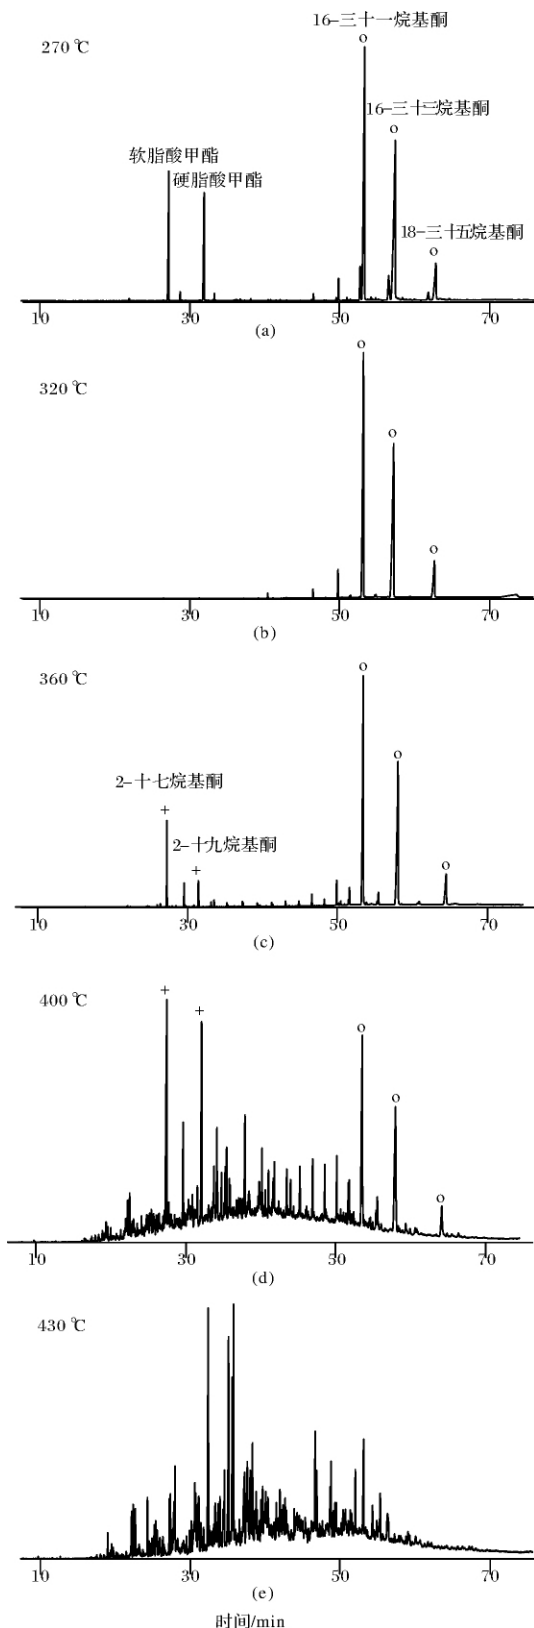 16-三十一烷基酮
270 ℃
o
16-三十三烷基酮
o
软脂酸甲酯
硬脂酸甲酯
18-三十五烷基酮
o
10 30 50 70
(a)
o
320 ℃
o
o
10 30 50 70
(b)
360 ℃
o
o
2-十七烷基酮
+
2-十九烷基酮
+
o
10 30 50 70
(c)
+
400 ℃
+
o
o
o
10 30 50 70
(d)
430 ℃
10 30 50 70
(e)
时间/min